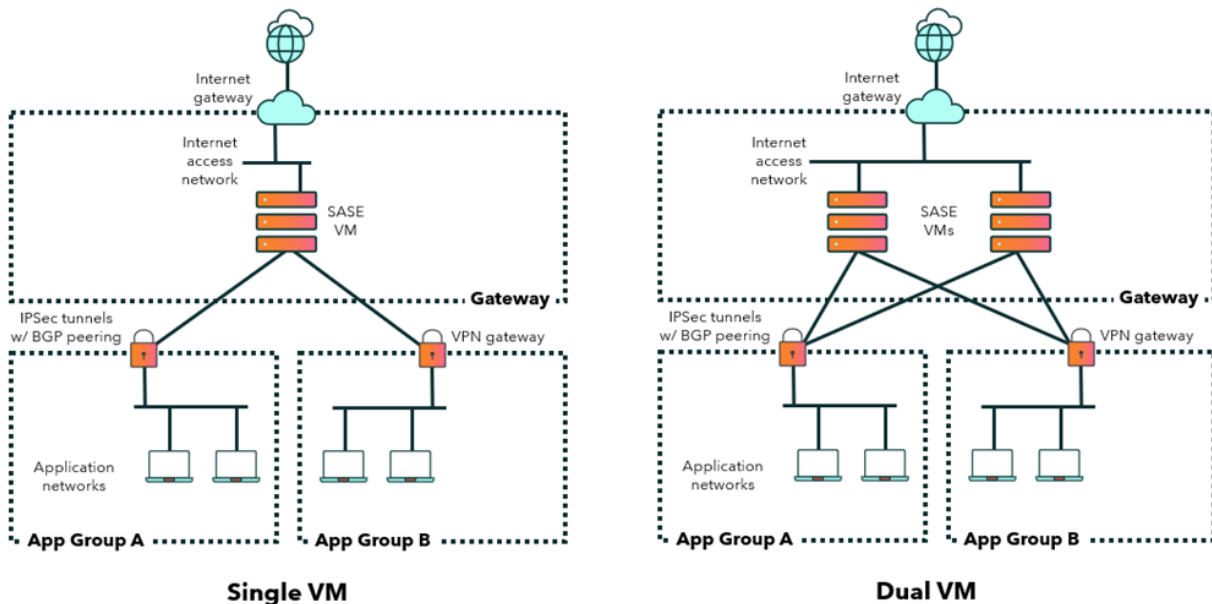 Internet
gateway
Internet
access
network
SASE
VM
Gateway
IPSec tunnels
w/ BGP peering
VPN gateway
Application
networks
App Group A
App Group B
Single VM
Internet
gateway
Internet
access
network
SASE
VMs
Gateway
IPSec tunnels
w/ BGP peering
VPN gateway
Application
networks
App Group A
App Group B
Dual VM